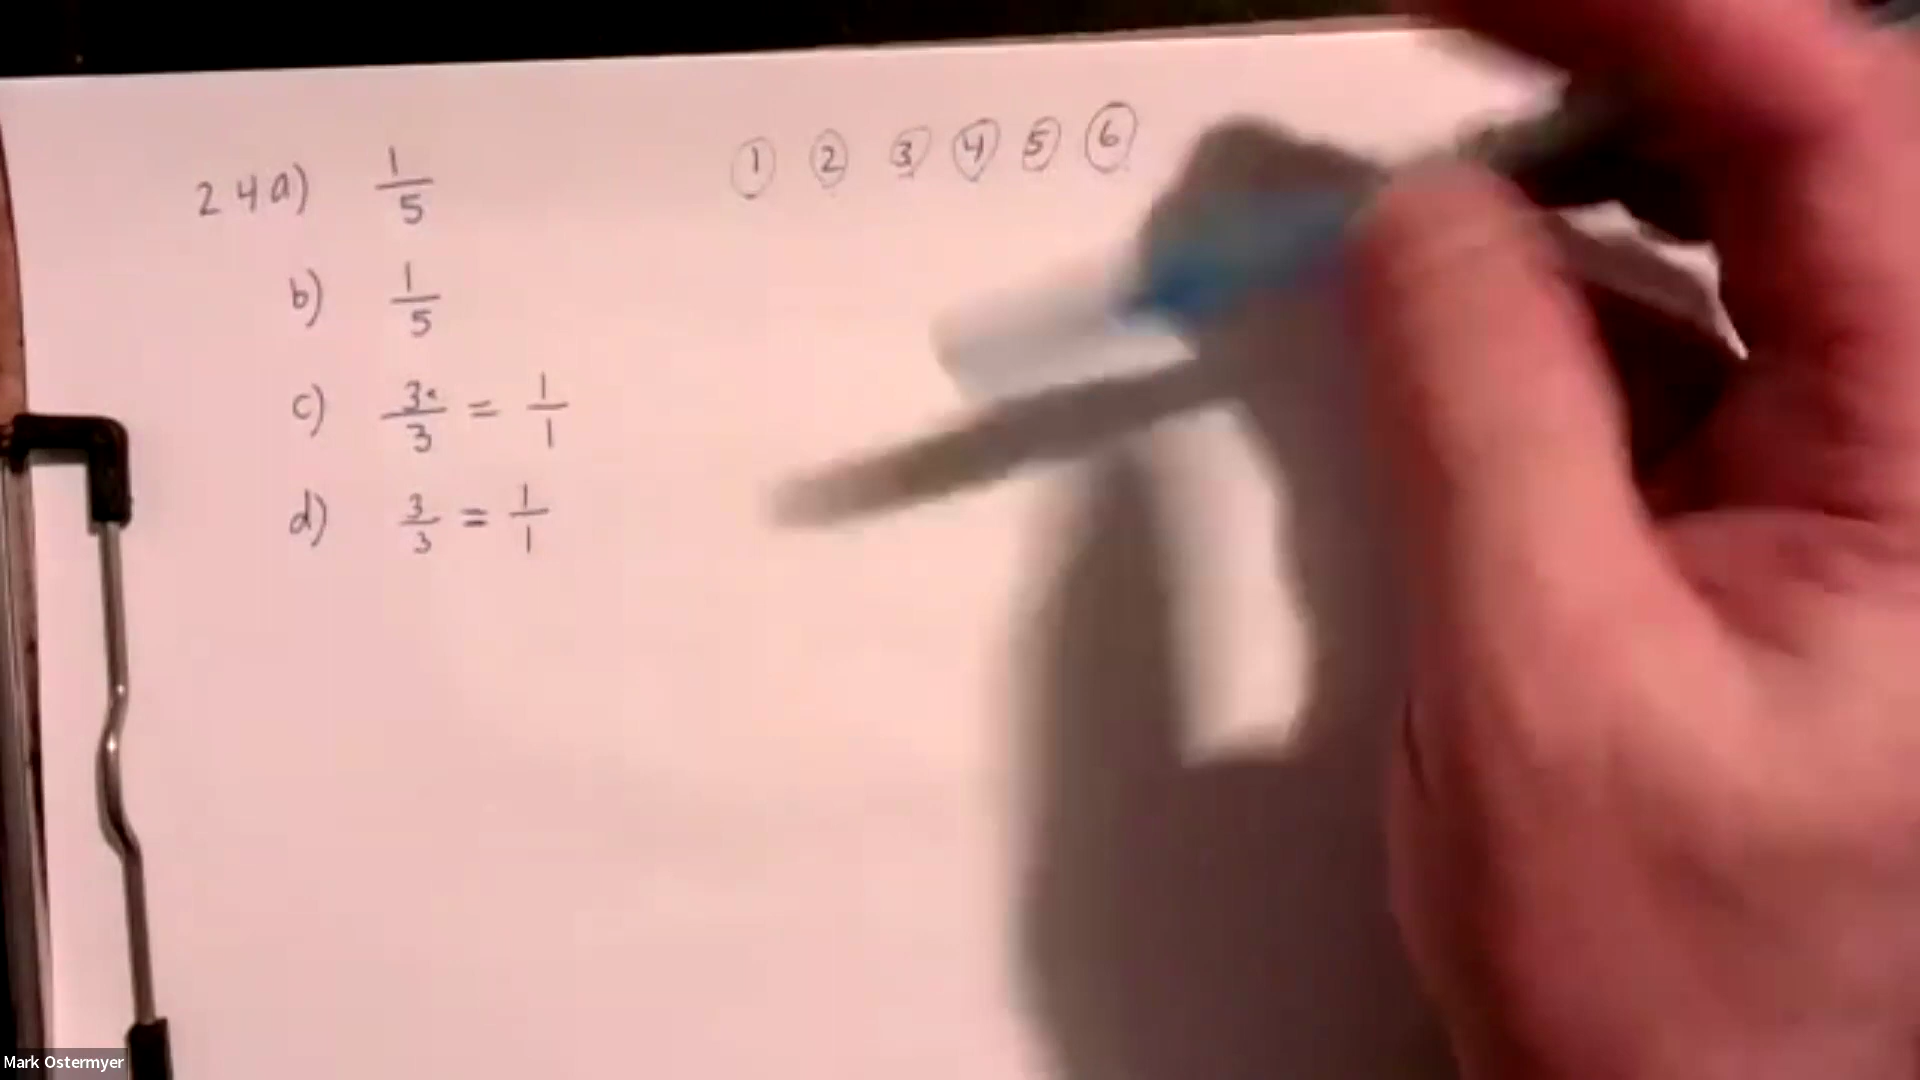 24a) 1/5
① ② ③ ④ ⑤ ⑥
b) 1/5
c) 3/3 = 1/1
d) 3/3 = 1/1
Mark Ostermyer